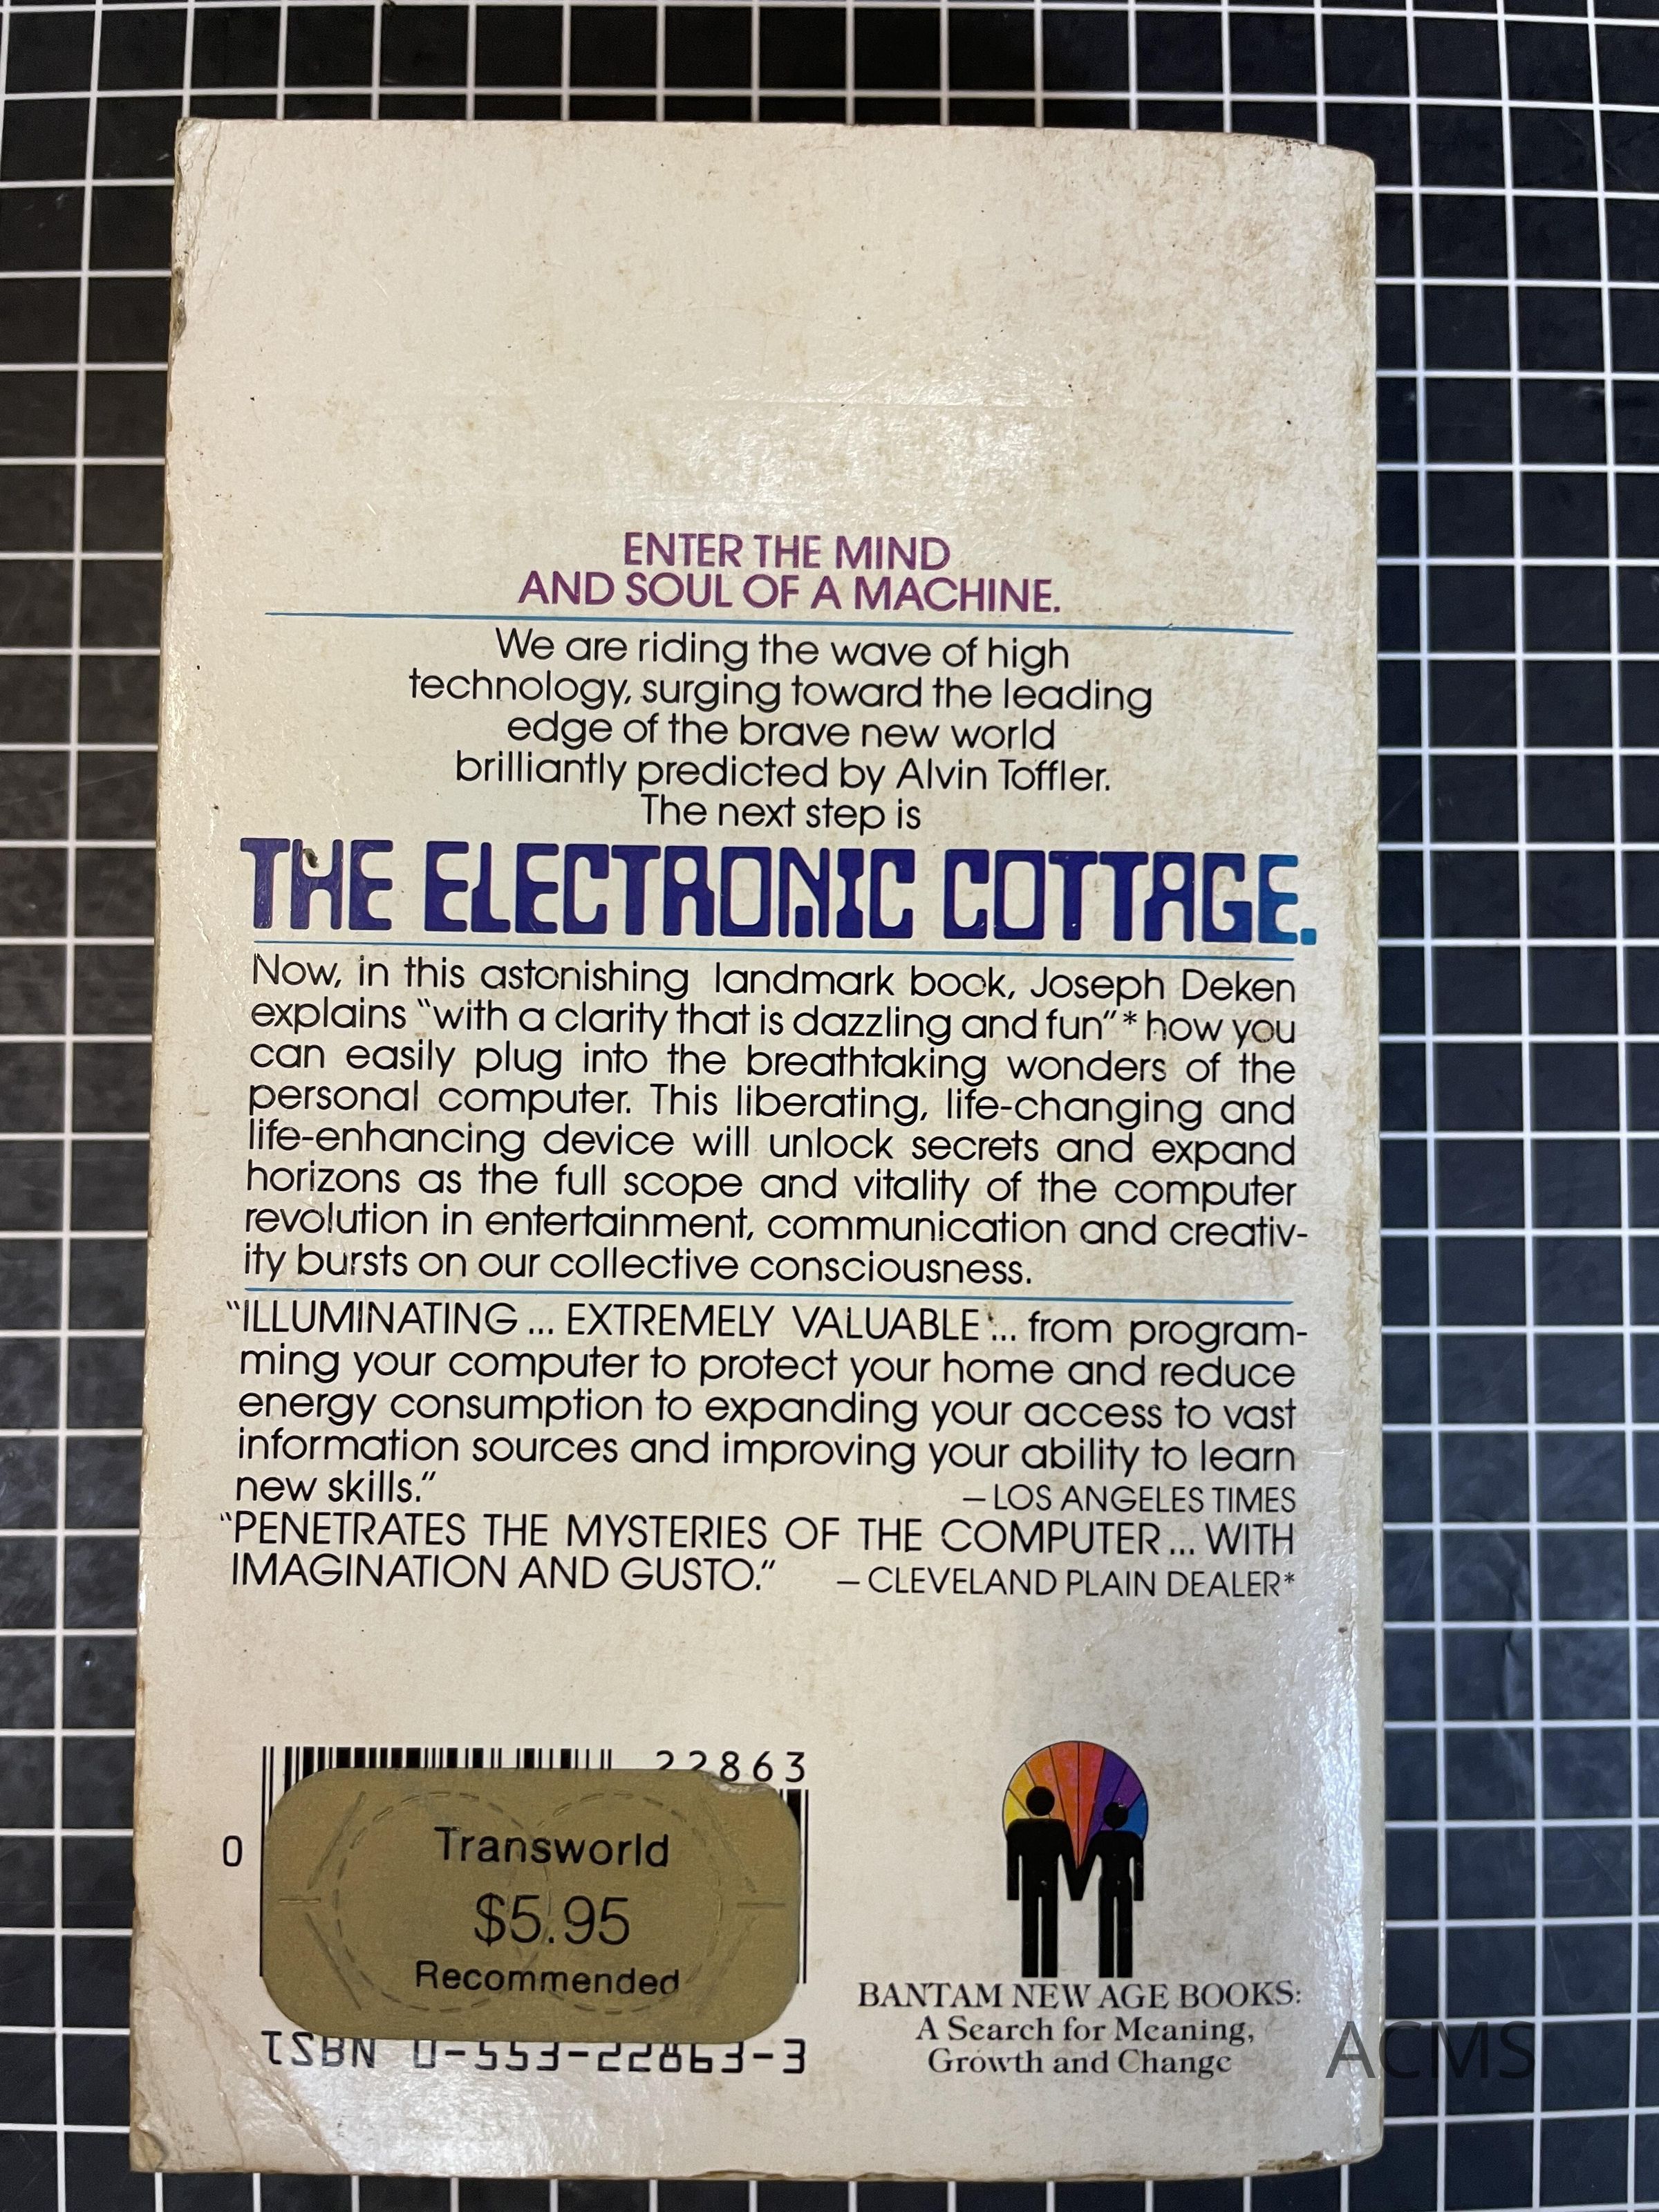 ENTER THE MIND
AND SOUL OF A MACHINE.
We are riding the wave of high
technology, surging toward the leading
edge of the brave new world
brilliantly predicted by Alvin Toffler.
The next step is
THE ELECTRONIC COTTAGE.
Now, in this astonishing landmark book, Joseph Deken
explains “with a clarity that is dazzling and fun”* how you
can easily plug into the breathtaking wonders of the
personal computer. This liberating, life-changing and
life-enhancing device will unlock secrets and expand
horizons as the full scope and vitality of the computer
revolution in entertainment, communication and creativ-
ity bursts on our collective consciousness.
“ILLUMINATING ... EXTREMELY VALUABLE ... from program-
ming your computer to protect your home and reduce
energy consumption to expanding your access to vast
information sources and improving your ability to learn
new skills.”
— LOS ANGELES TIMES
“PENETRATES THE MYSTERIES OF THE COMPUTER ... WITH
IMAGINATION AND GUSTO.”
— CLEVELAND PLAIN DEALER*
22863
0
Transworld
$5.95
Recommended
ISBN 0-553-22863-3
BANTAM NEW AGE BOOKS:
A Search for Meaning,
Growth and Change
ACMS